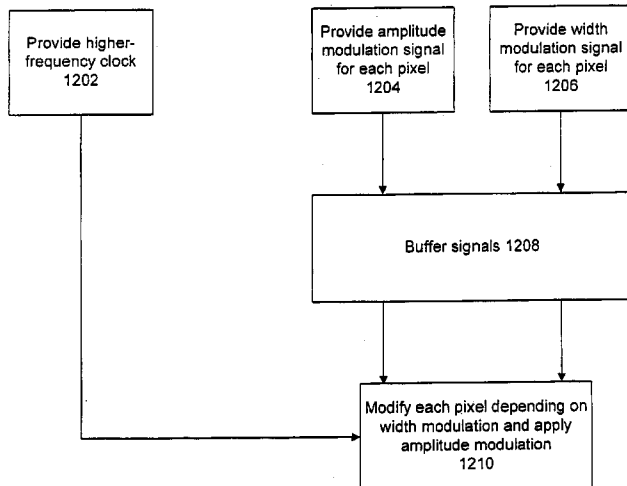 Provide higher-
frequency clock
1202
Provide amplitude
modulation signal
for each pixel
1204
Provide width
modulation signal
for each pixel
1206
Buffer signals 1208
Modify each pixel depending on
width modulation and apply
amplitude modulation
1210